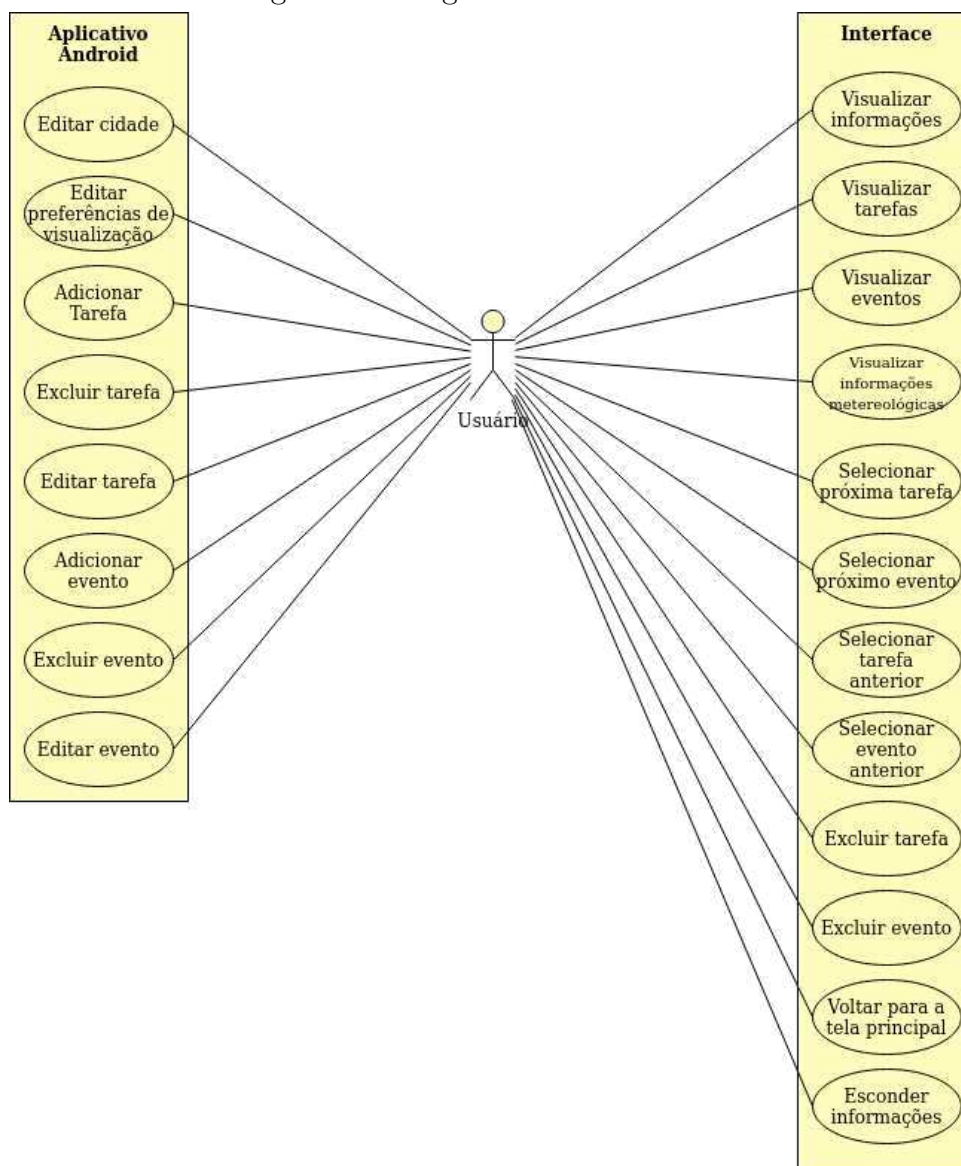 Aplicativo
Android
Editar cidade
Editar
preferências de
visualização
Adicionar
Tarefa
Excluir tarefa
Editar tarefa
Adicionar
evento
Excluir evento
Editar evento
Usuário
Interface
Visualizar
informações
Visualizar
tarefas
Visualizar
eventos
Visualizar
informações
metereológicas
Selecionar
próxima tarefa
Selecionar
próximo evento
Selecionar
tarefa
anterior
Selecionar
evento
anterior
Excluir tarefa
Excluir evento
Voltar para a
tela principal
Esconder
informações